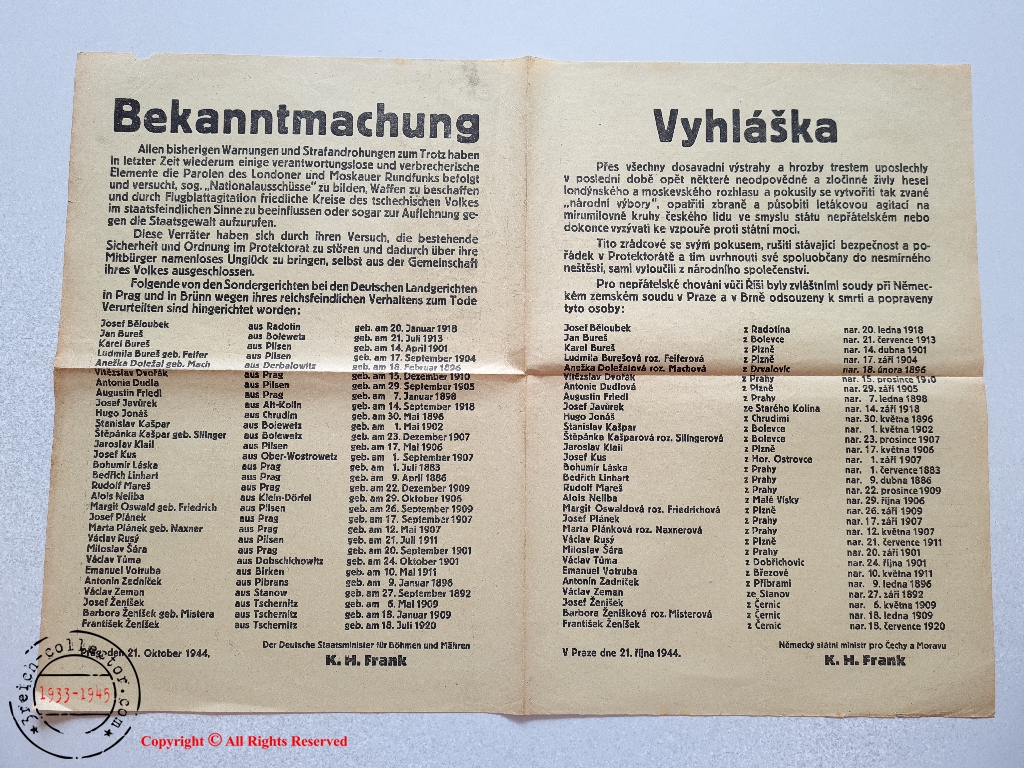 Bekanntmachung
Allen bisherigen Warnungen und Strafandrohungen zum Trotz haben
in letzter Zeit wiederum einige verantwortungslose und verbrecherische
Elemente die Parolen des Londoner und Moskauer Rundfunks befolgt
und versucht, sog. „Nationalausschüsse" zu bilden, Waffen zu beschaffen
und durch Flugblattagitation friedliche Kreise des tschechischen Volkes
im staatsfeindlichen Sinne zu beeinflussen oder sogar zur Auflehnung ge-
gen die Staatsgewalt aufzurufen.
Diese Verräter haben sich durch ihren Versuch, die bestehende
Sicherheit und Ordnung im Protektorat zu stören und dadurch über ihre
Mitbürger namenloses Unglück zu bringen, selbst aus der Gemeinschaft
ihres Volkes ausgeschlossen.
Folgende von den Sondergerichten bei den Deutschen Landgerichten
in Prag und in Brünn wegen ihres reichsfeindlichen Verhaltens zum Tode
Verurteilten sind hingerichtet worden:
Josef Běloubek aus Radotin geb. am 20. Januar 1918
Jan Bureš aus Bolewetz geb. am 21. Juli 1913
Karel Bureš aus Pilsen geb. am 14. April 1901
Ludmila Bureš geb. Feifer aus Pilsen geb. am 17. September 1904
Anežka Doležal geb. Mach aus Derbalowitz geb. am 18. Februar 1896
Vítězslav Dvořák aus Prag geb. am 15. Dezember 1910
Antonie Dudla aus Pilsen geb. am 29. September 1905
Augustin Friedl aus Prag geb. am 7. Januar 1898
Josef Javůrek aus Alt-Kolin geb. am 14. September 1918
Hugo Jonáš aus Chrudim geb. am 30. Mai 1896
Stanislav Kašpar aus Bolewetz geb. am 1. Mai 1902
Štěpánka Kašpar geb. Silinger aus Bolewetz geb. am 23. Dezember 1907
Jaroslav Klail aus Pilsen geb. am 17. Mai 1906
Josef Kus aus Ober-Wostrowetz geb. am 1. September 1907
Bohumír Láska aus Prag geb. am 1. Juli 1883
Bedřich Linhart aus Prag geb. am 9. April 1886
Rudolf Mareš aus Prag geb. am 22. Dezember 1909
Alois Neliba aus Klein-Dörfel geb. am 29. Oktober 1906
Margit Oswald geb. Friedrich aus Pilsen geb. am 26. September 1909
Josef Plánek aus Prag geb. am 17. September 1907
Marta Plánek geb. Naxner aus Prag geb. am 12. Mai 1907
Václav Rusý aus Pilsen geb. am 21. Juli 1911
Miloslav Šára aus Prag geb. am 20. September 1901
Václav Tůma aus Dobschichowitz geb. am 24. Oktober 1901
Emanuel Votruba aus Birken geb. am 10. Mai 1911
Antonín Zadníček aus Pibrans geb. am 9. Januar 1896
Václav Zeman aus Stanow geb. am 27. September 1892
Josef Ženíšek aus Tschernitz geb. am 6. Mai 1909
Barbora Ženíšek geb. Mistera aus Tschernitz geb. am 18. Januar 1909
František Ženíšek aus Tschernitz geb. am 18. Juli 1920
Der Deutsche Staatsminister für Böhmen und Mähren
Prag, den 21. Oktober 1944.
K. H. Frank
Vyhláška
Přes všechny dosavadní výstrahy a hrozby trestem uposlechly
v poslední době opět některé neodpovědné a zločinné živly hesel
londýnského a moskevského rozhlasu a pokusily se vytvořiti tak zvané
„národní výbory", opatřiti zbraně a působiti letákovou agitací na
mírumilovné kruhy českého lidu ve smyslu státu nepřátelském nebo
dokonce vyzývati ke vzpouře proti státní moci.
Tito zrádcové se svým pokusem, rušiti stávající bezpečnost a po-
řádek v Protektorátě a tím uvrhnouti své spoluobčany do nesmírného
neštěstí, sami vyloučili z národního společenství.
Pro nepřátelské chování vůči Říši byly zvláštními soudy při Němec-
kém zemském soudu v Praze a v Brně odsouzeny k smrti a popraveny
tyto osoby:
Josef Běloubek z Radotína nar. 20. ledna 1918
Jan Bureš z Bolevce nar. 21. července 1913
Karel Bureš z Plzně nar. 14. dubna 1901
Ludmila Burešová roz. Feiferová z Plzně nar. 17. září 1904
Anežka Doležalová roz. Machová z Drvalovic nar. 18. února 1896
Vítězslav Dvořák z Prahy nar. 15. prosince 1910
Antonie Dudlová z Plzně nar. 29. září 1905
Augustin Friedl z Prahy nar. 7. ledna 1898
Josef Javůrek ze Starého Kolína nar. 14. září 1918
Hugo Jonáš z Chrudimi nar. 30. května 1896
Stanislav Kašpar z Bolevce nar. 1. května 1902
Štěpánka Kašparová roz. Silingerová z Bolevce nar. 23. prosince 1907
Jaroslav Klail z Plzně nar. 17. května 1906
Josef Kus z Hor. Ostrovce nar. 1. září 1907
Bohumír Láska z Prahy nar. 1. července 1883
Bedřich Linhart z Prahy nar. 9. dubna 1886
Rudolf Mareš z Prahy nar. 22. prosince 1909
Alois Neliba z Malé Vísky nar. 29. října 1906
Margit Oswaldová roz. Friedrichová z Plzně nar. 26. září 1909
Josef Plánek z Prahy nar. 17. září 1907
Marta Plánková roz. Naxnerová z Prahy nar. 12. května 1907
Václav Rusý z Plzně nar. 21. července 1911
Miloslav Šára z Prahy nar. 20. září 1901
Václav Tůma z Dobřichovic nar. 24. října 1901
Emanuel Votruba z Březové nar. 10. května 1911
Antonín Zadníček z Příbrami nar. 9. ledna 1896
Václav Zeman ze Stanov nar. 27. září 1892
Josef Ženíšek z Černic nar. 6. května 1909
Barbora Ženíšková roz. Misterová z Černic nar. 18. ledna 1909
František Ženíšek z Černic nar. 18. července 1920
Německý státní ministr pro Čechy a Moravu
V Praze dne 21. října 1944.
K. H. Frank
3reich-collector.com
1933-1945
Copyright © All Rights Reserved